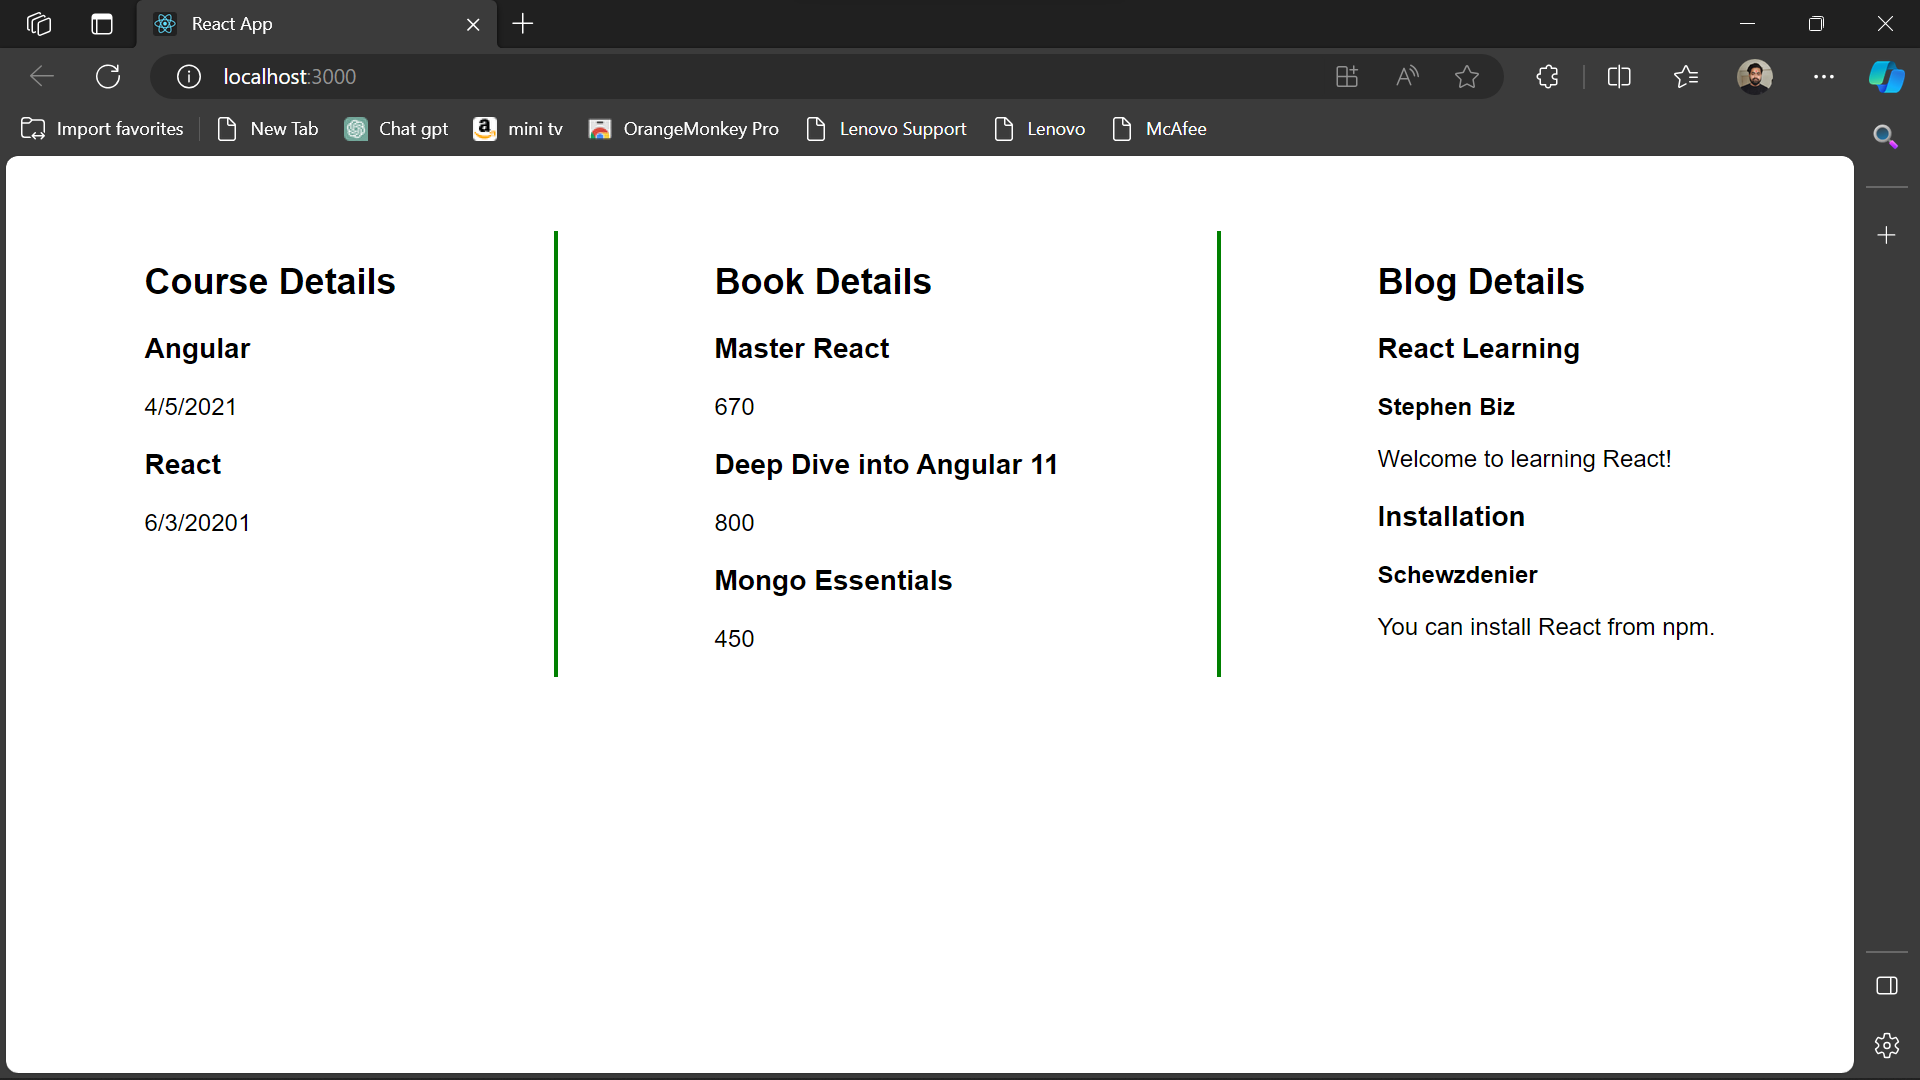 React App
localhost:3000
Import favorites
New Tab
Chat gpt
mini tv
OrangeMonkey Pro
Lenovo Support
Lenovo
McAfee
Course Details
Angular
4/5/2021
React
6/3/20201
Book Details
Master React
670
Deep Dive into Angular 11
800
Mongo Essentials
450
Blog Details
React Learning
Stephen Biz
Welcome to learning React!
Installation
Schewzdenier
You can install React from npm.